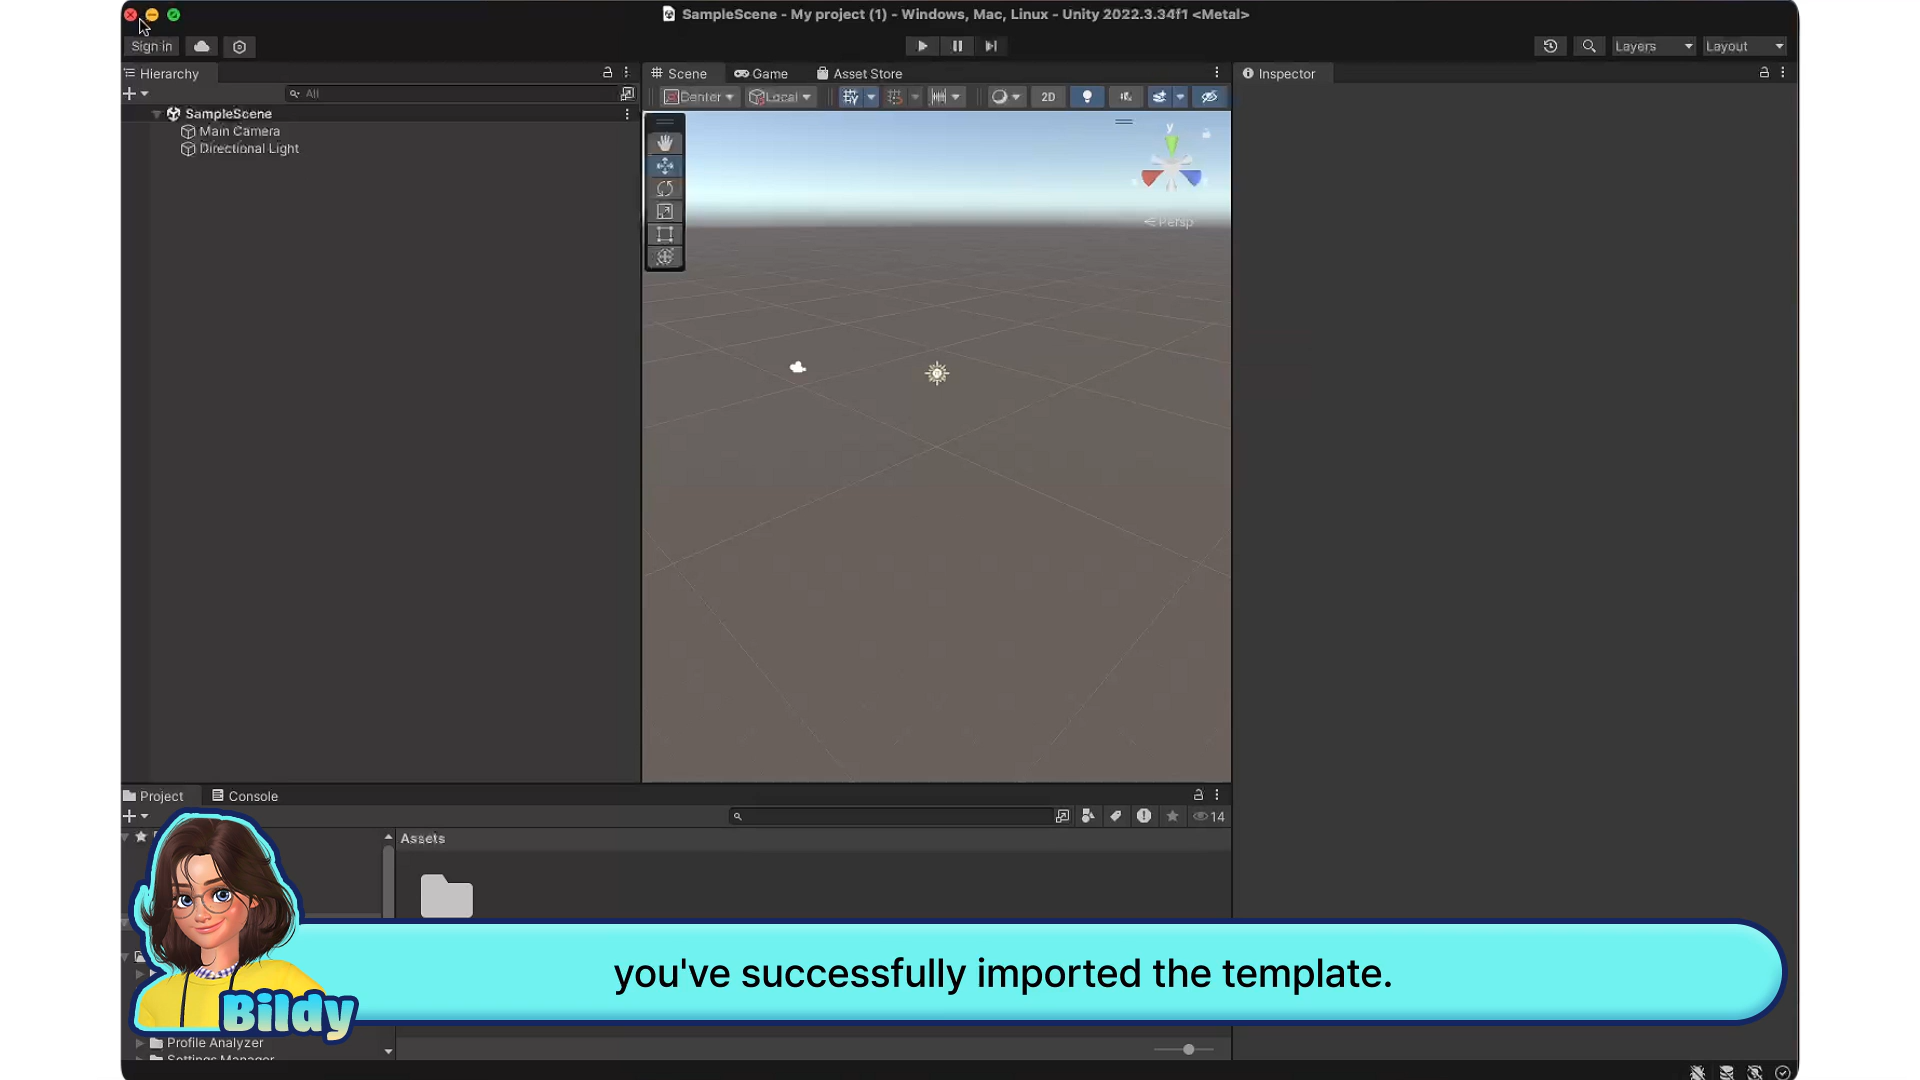 SampleScene - My project (1) - Windows, Mac, Linux - Unity 2022.3.34f1 <Metal>
Sign in
Layers
Layout
Hierarchy
Scene
Game
Asset Store
Inspector
All
Center
Local
2D
SampleScene
Main Camera
Directional Light
y
Persp
Project
Console
14
Assets
you've successfully imported the template.
Bildy
Profile Analyzer
Settings Manager